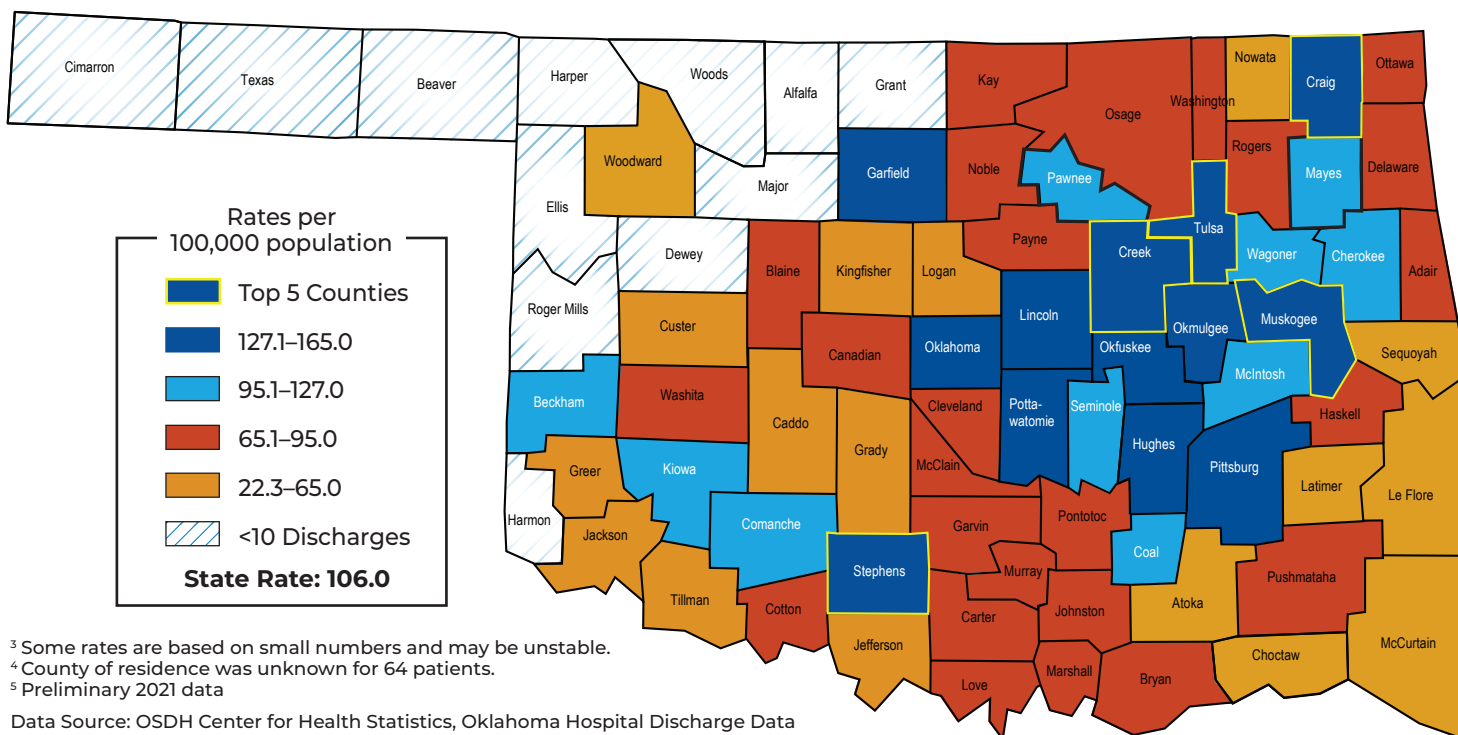 Cimarron
Texas
Beaver
Harper
Woods
Alfalfa
Grant
Kay
Osage
Washington
Nowata
Craig
Ottawa
Woodward
Major
Garfield
Noble
Pawnee
Rogers
Mayes
Delaware
Ellis
Dewey
Blaine
Kingfisher
Logan
Payne
Creek
Tulsa
Wagoner
Cherokee
Adair
Roger Mills
Custer
Canadian
Oklahoma
Lincoln
Okfuskee
Okmulgee
Muskogee
Sequoyah
Beckham
Washita
Caddo
Grady
Cleveland
McClain
Potta-
watomie
Seminole
Hughes
McIntosh
Pittsburg
Haskell
Latimer
Le Flore
Harmon
Greer
Kiowa
Jackson
Comanche
Tillman
Cotton
Stephens
Jefferson
Garvin
Murray
Carter
Love
Pontotoc
Johnston
Marshall
Coal
Atoka
Bryan
Pushmataha
Choctaw
McCurtain
Rates per
100,000 population
Top 5 Counties
127.1–165.0
95.1–127.0
65.1–95.0
22.3–65.0
<10 Discharges
State Rate: 106.0
³ Some rates are based on small numbers and may be unstable.
⁴ County of residence was unknown for 64 patients.
⁵ Preliminary 2021 data
Data Source: OSDH Center for Health Statistics, Oklahoma Hospital Discharge Data